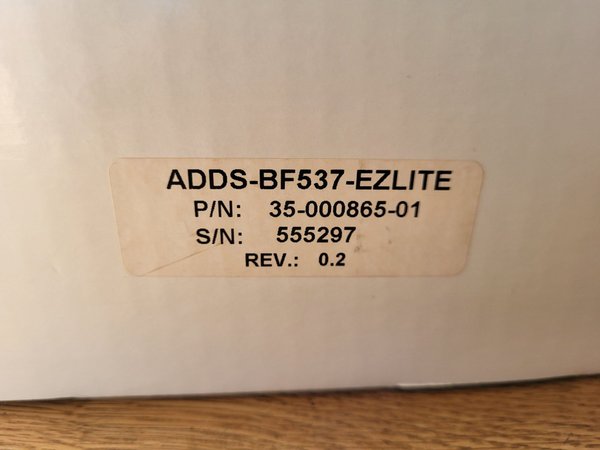 ADDS-BF537-EZLITE
P/N: 35-000865-01
S/N: 555297
REV.: 0.2